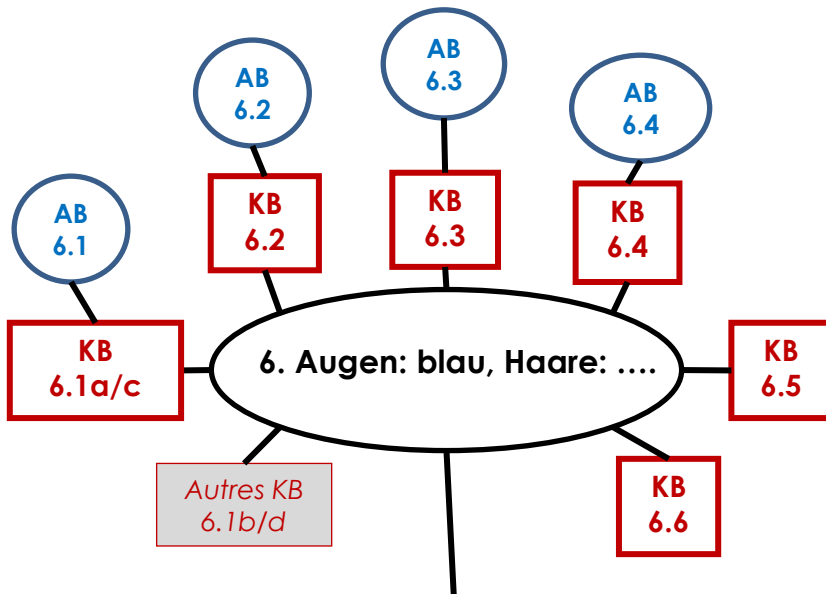 AB
6.3
AB
6.2
AB
6.4
KB
6.2
KB
6.3
KB
6.4
AB
6.1
KB
6.1a/c
6. Augen: blau, Haare: ....
KB
6.5
Autres KB
6.1b/d
KB
6.6